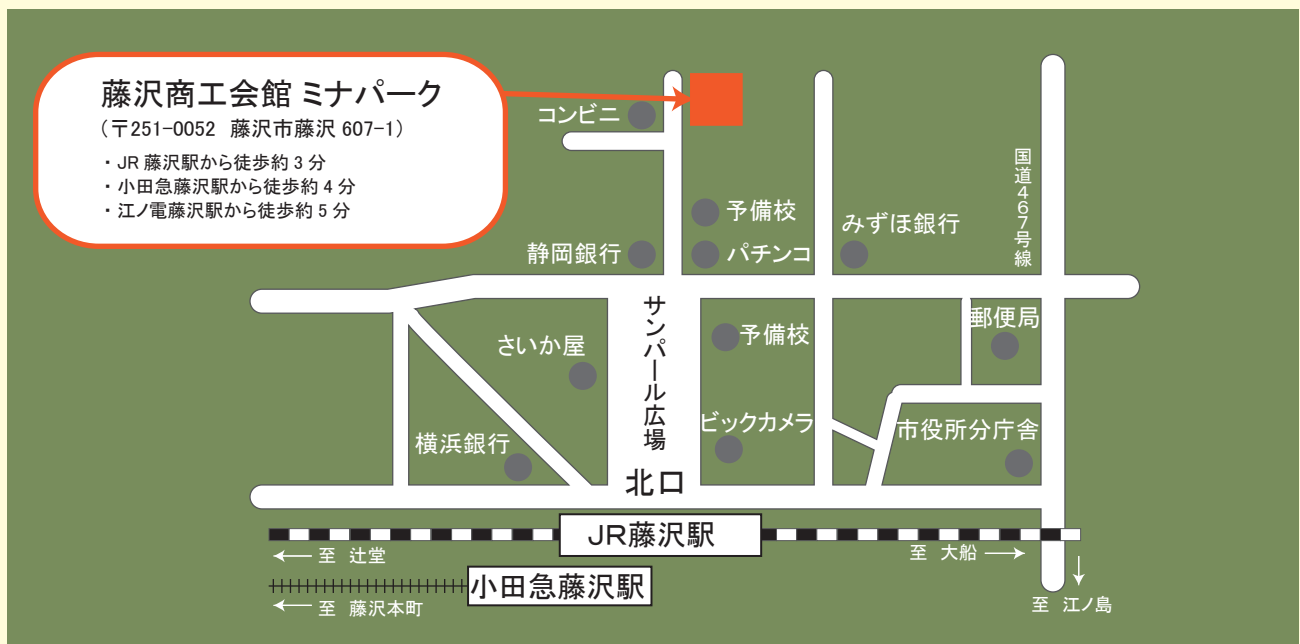 藤沢商工会館 ミナパーク
(〒251-0052 藤沢市藤沢 607-1)
・ JR 藤沢駅から徒歩約 3 分
・ 小田急藤沢駅から徒歩約 4 分
・ 江ノ電藤沢駅から徒歩約 5 分
コンビニ
予備校
静岡銀行
パチンコ
みずほ銀行
国道467号線
サンパール広場
さいか屋
予備校
郵便局
横浜銀行
ビックカメラ
市役所分庁舎
北口
JR藤沢駅
←至 辻堂
至 大船→
小田急藤沢駅
←至 藤沢本町
↓
至 江ノ島